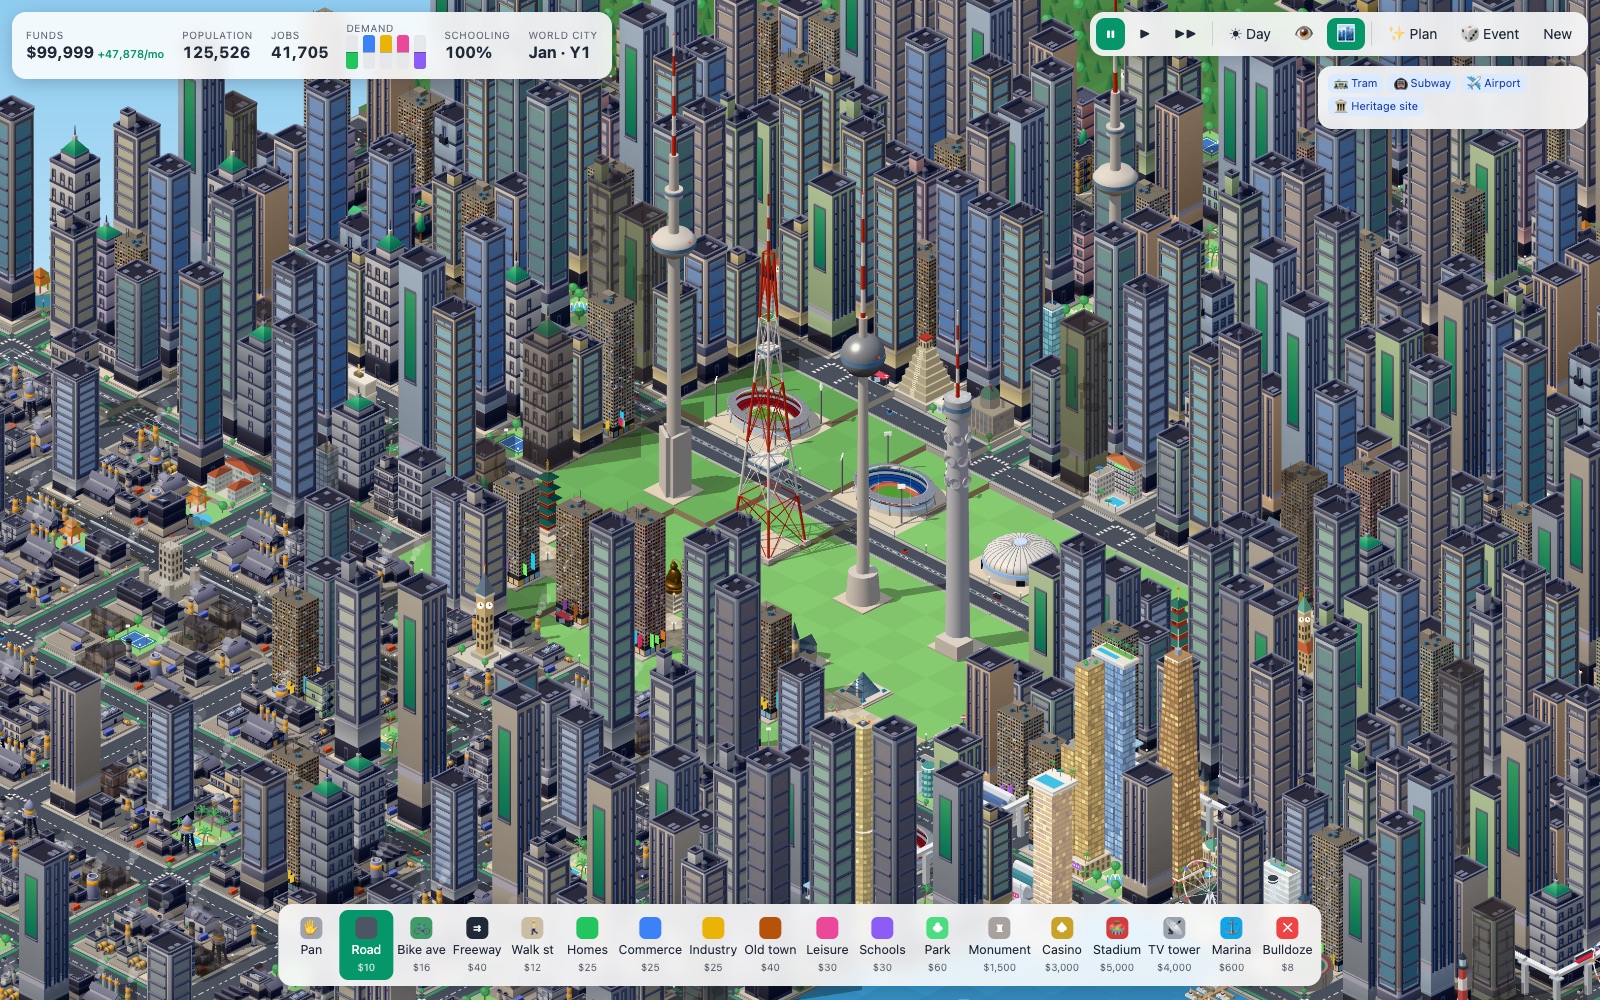 FUNDS
$99,999 +47,878/mo
POPULATION
125,526
JOBS
41,705
DEMAND
SCHOOLING
100%
WORLD CITY
Jan · Y1
Day
Plan
Event
New
Tram
Subway
Airport
Heritage site
Pan
Road
$10
Bike ave
$16
Freeway
$40
Walk st
$12
Homes
$25
Commerce
$25
Industry
$25
Old town
$40
Leisure
$30
Schools
$30
Park
$60
Monument
$1,500
Casino
$3,000
Stadium
$5,000
TV tower
$4,000
Marina
$600
Bulldoze
$8